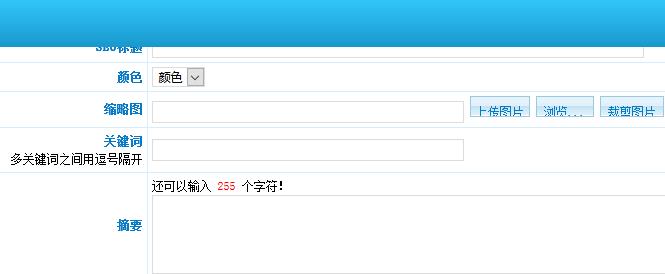 SEO标题
颜色
颜色
缩略图
上传图片
浏览...
裁剪图片
关键词
多关键词之间用逗号隔开
还可以输入 255 个字符!
摘要